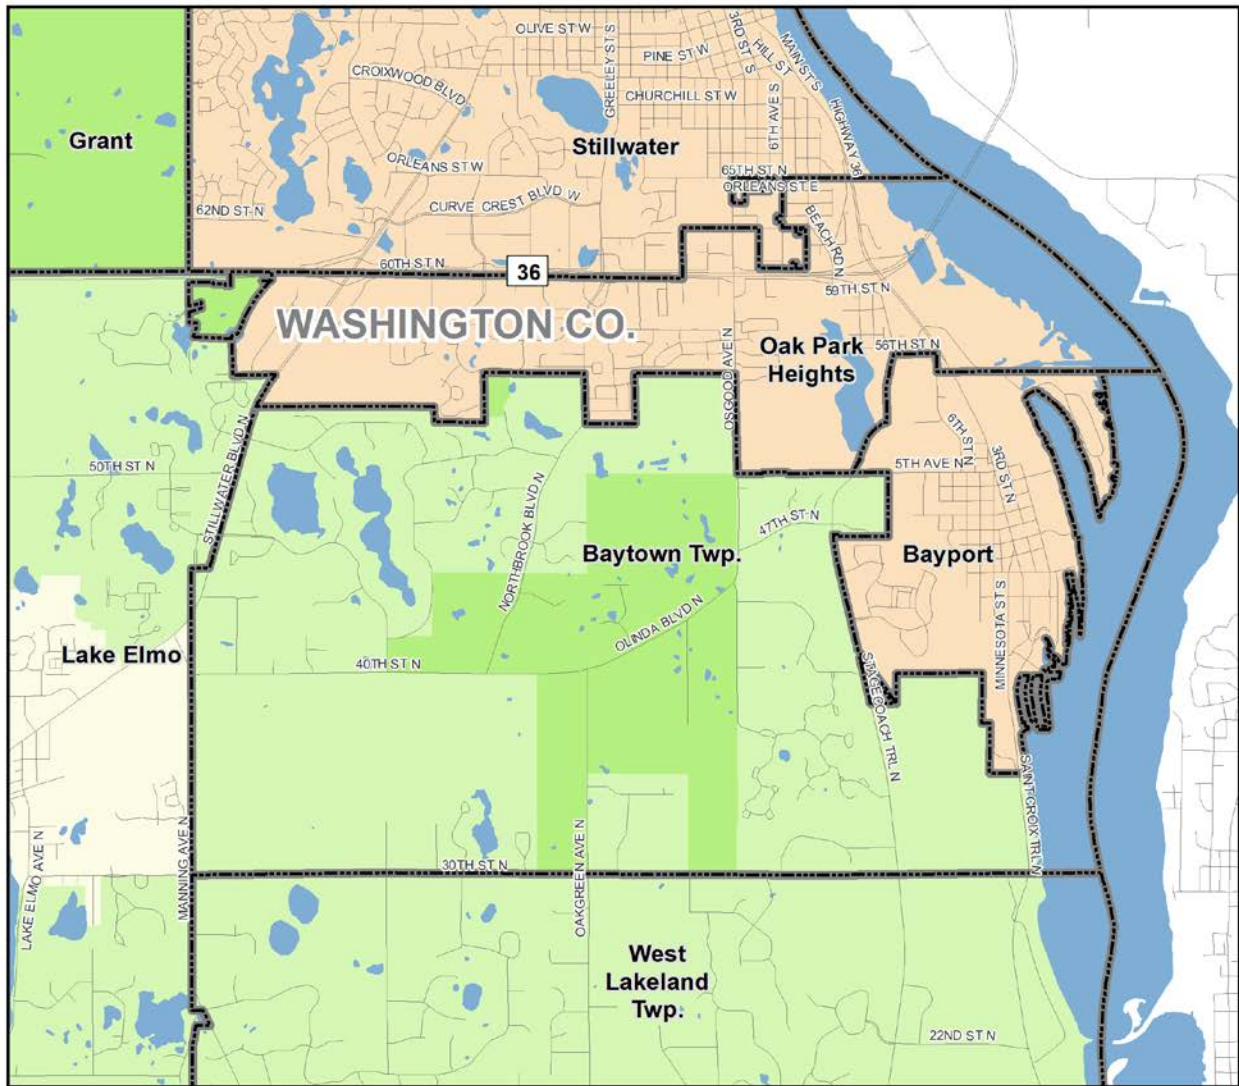 OLIVE ST W
GREELEY ST S
PINE ST W
3RD ST S
HILL ST
MAIN ST S
CROIXWOOD BLVD
CHURCHILL ST W
6TH AVE S
HIGHWAY 36
Grant
Stillwater
ORLEANS ST W
65TH ST N
ORLEANS ST E
CURVE CREST BLVD W
62ND ST N
BEACH RD N
60TH ST N
36
59TH ST N
WASHINGTON CO.
Oak Park
Heights
56TH ST N
OSGOOD AVE N
STILLWATER BLVD N
6TH ST N
3RD ST N
50TH ST N
5TH AVE N
NORTHBROOK BLVD N
47TH ST N
Baytown Twp.
Bayport
OLINDA BLVD N
MINNESOTA ST S
Lake Elmo
40TH ST N
STAGECOACH TRL N
SAINT CROIX TRL N
LAKE ELMO AVE N
MANNING AVE N
30TH ST N
OAKGREEN AVE N
West
Lakeland
Twp.
22ND ST N